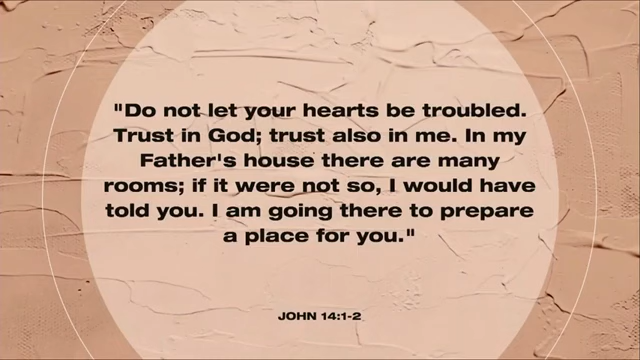 "Do not let your hearts be troubled.
Trust in God; trust also in me. In my
Father's house there are many
rooms; if it were not so, I would have
told you. I am going there to prepare
a place for you."
JOHN 14:1-2